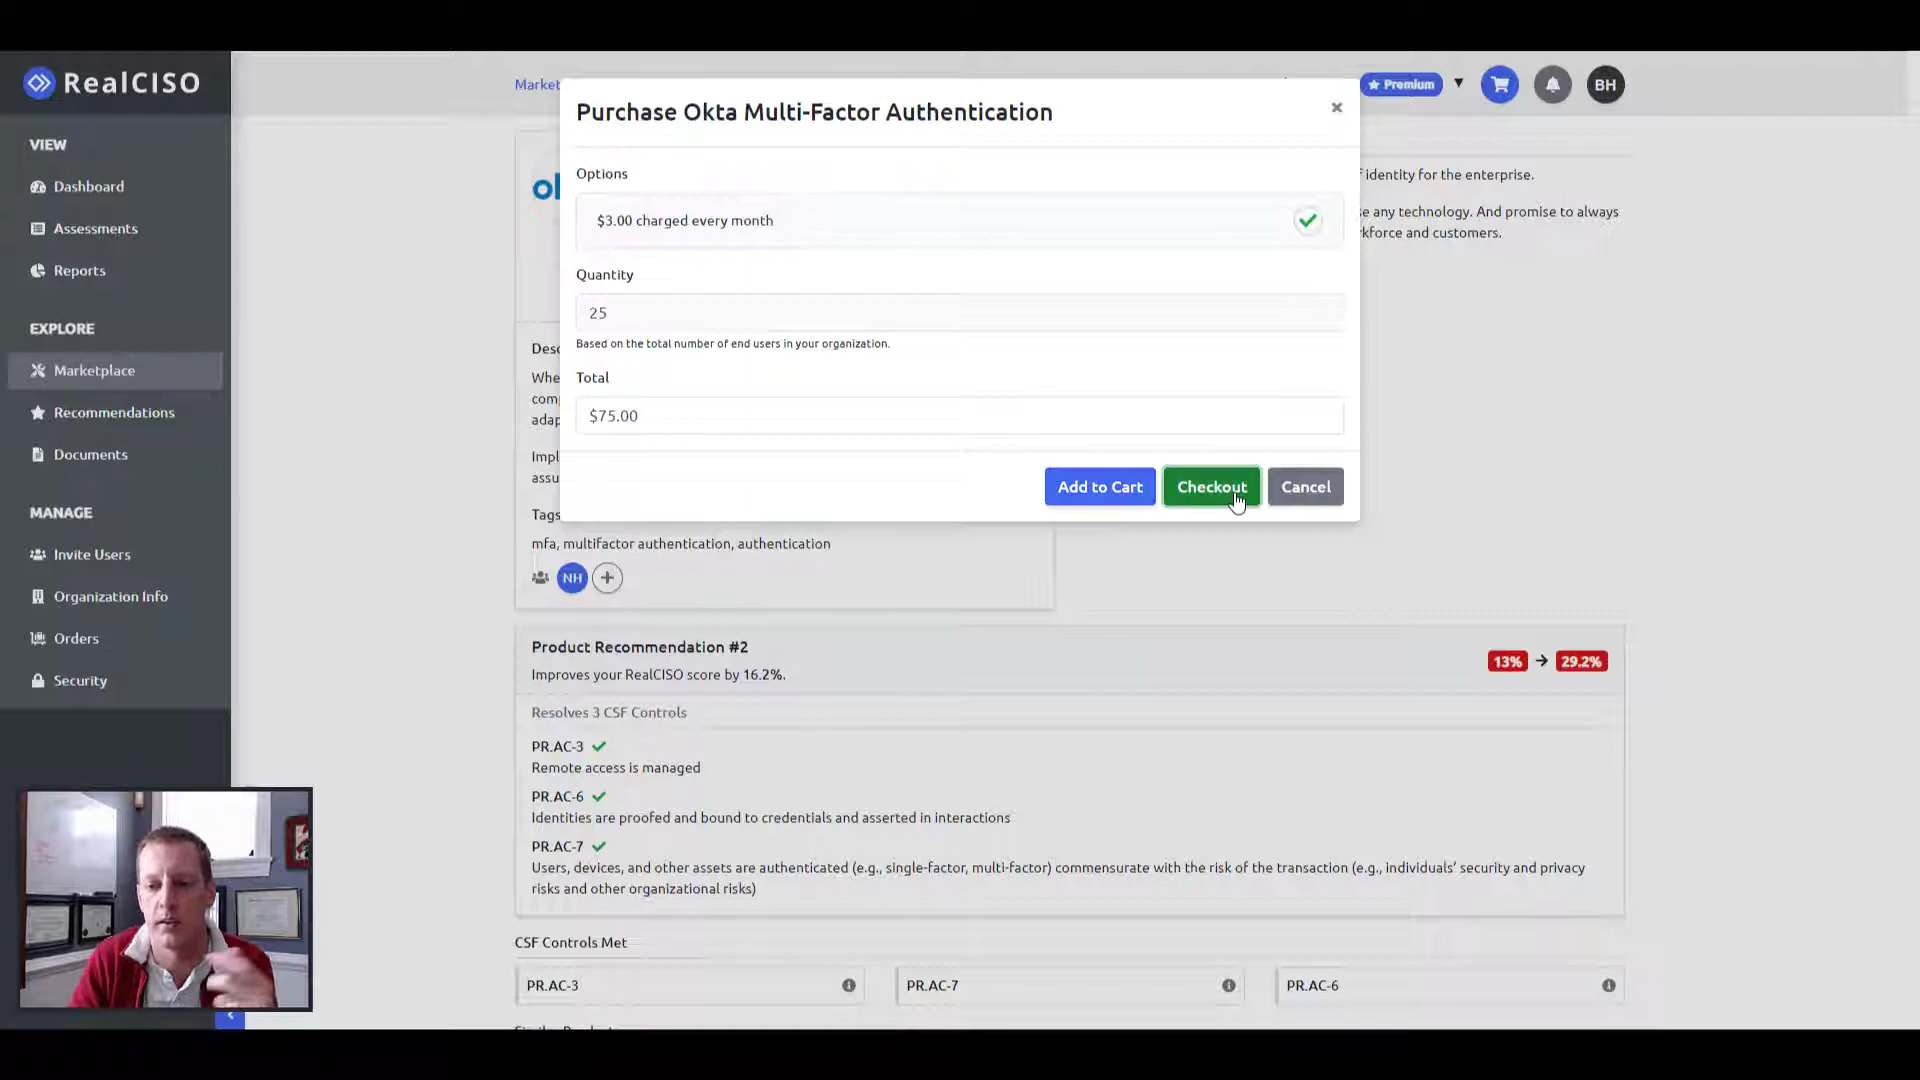 RealCISO
Market
Premium
BH
VIEW
Dashboard
Assessments
Reports
EXPLORE
Marketplace
Recommendations
Documents
MANAGE
Invite Users
Organization Info
Orders
Security
Purchase Okta Multi-Factor Authentication
Options
$3.00 charged every month
Quantity
25
Based on the total number of end users in your organization.
Total
$75.00
Add to Cart
Checkout
Cancel
identity for the enterprise.
se any technology. And promise to always
kforce and customers.
Desc
Whe
comp
adap
Impl
assu
Tags
mfa, multifactor authentication, authentication
NH
Product Recommendation #2
Improves your RealCISO score by 16.2%.
13% → 29.2%
Resolves 3 CSF Controls
PR.AC-3
Remote access is managed
PR.AC-6
Identities are proofed and bound to credentials and asserted in interactions
PR.AC-7
Users, devices, and other assets are authenticated (e.g., single-factor, multi-factor) commensurate with the risk of the transaction (e.g., individuals’ security and privacy
risks and other organizational risks)
CSF Controls Met
PR.AC-3
PR.AC-7
PR.AC-6